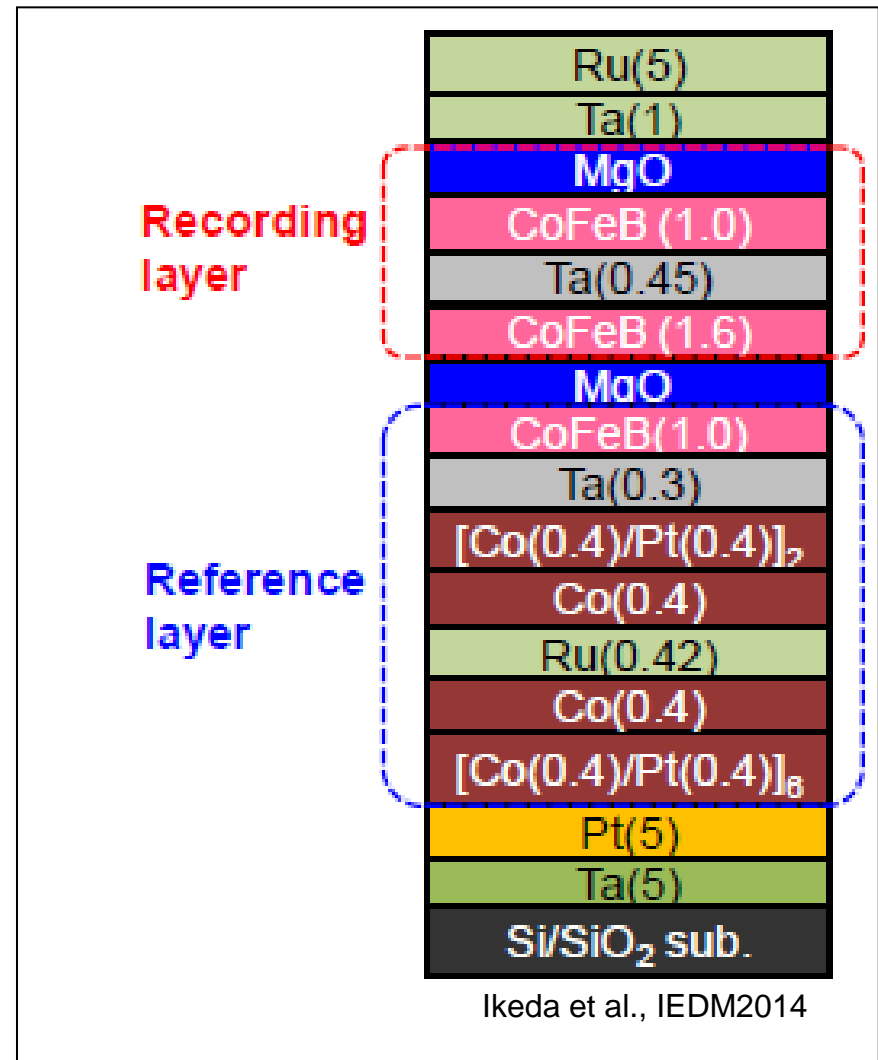 Ru(5)
Ta(1)
MgO
Recording
layer
CoFeB (1.0)
Ta(0.45)
CoFeB (1.6)
MgO
CoFeB(1.0)
Ta(0.3)
Reference
layer
[Co(0.4)/Pt(0.4)]₂
Co(0.4)
Ru(0.42)
Co(0.4)
[Co(0.4)/Pt(0.4)]₆
Pt(5)
Ta(5)
Si/SiO₂ sub.
Ikeda et al., IEDM2014